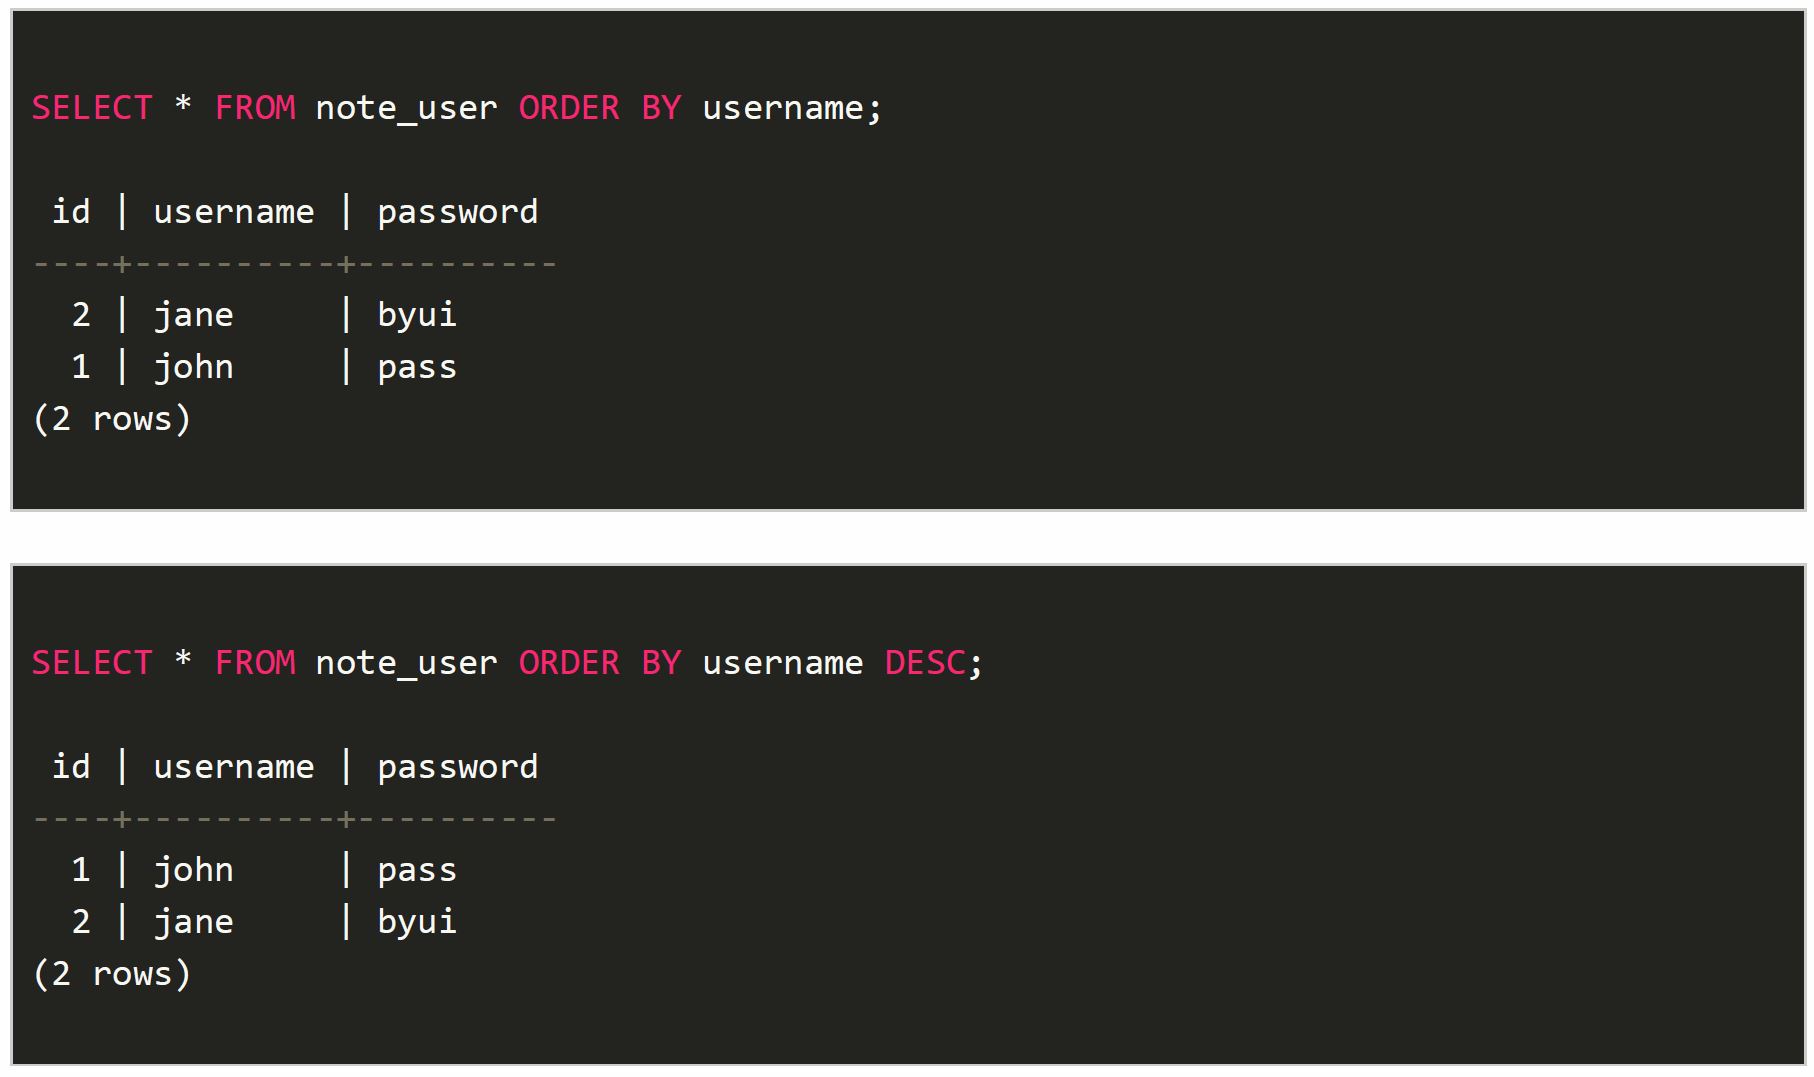 SELECT * FROM note_user ORDER BY username;
 id | username | password
----+----------+----------
  2 | jane     | byui
  1 | john     | pass
(2 rows)
SELECT * FROM note_user ORDER BY username DESC;
 id | username | password
----+----------+----------
  1 | john     | pass
  2 | jane     | byui
(2 rows)